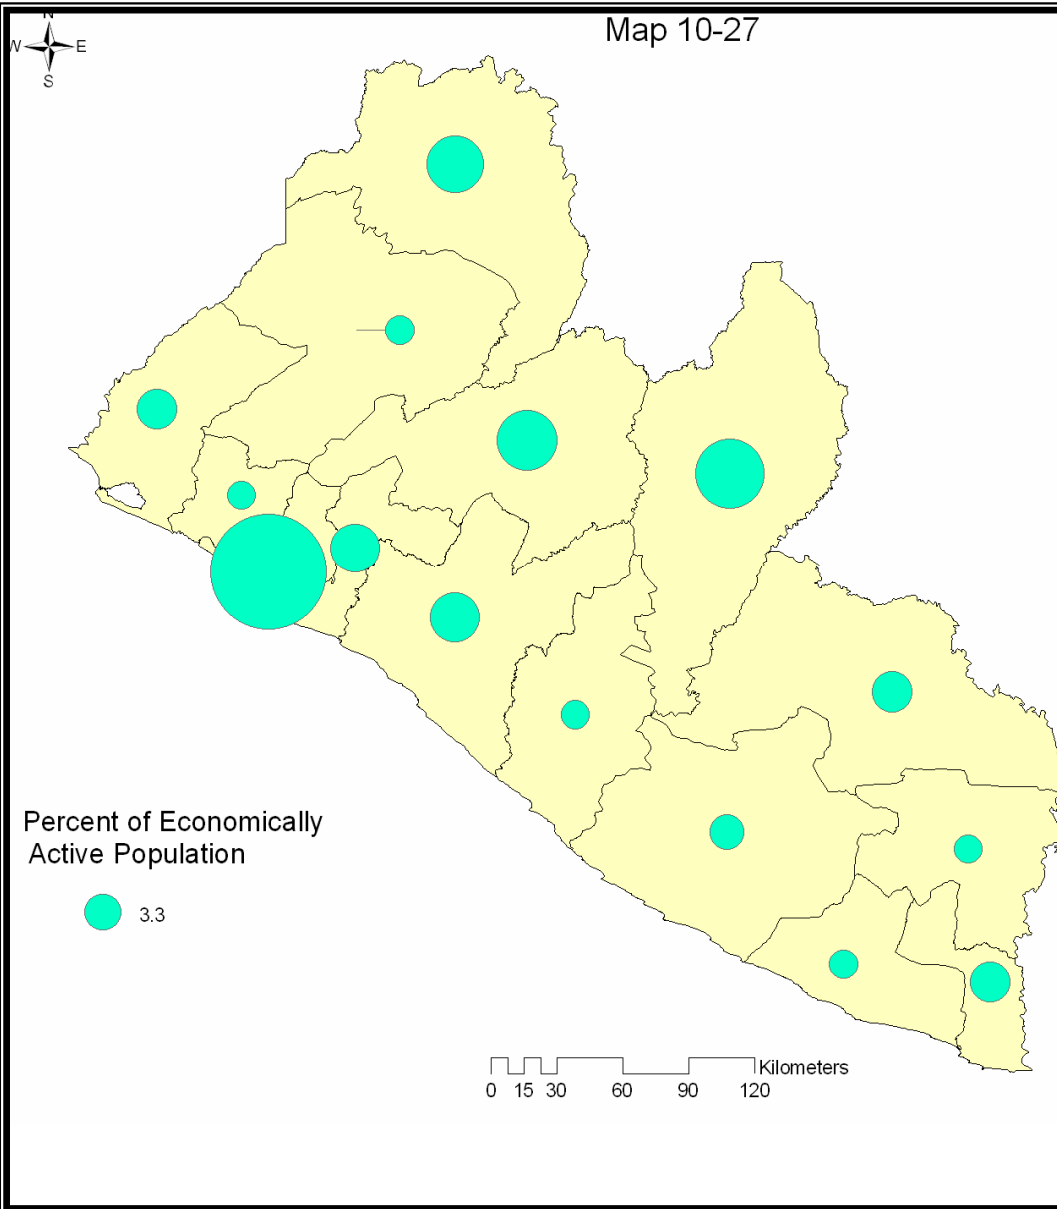 Map 10-27
N
W E
S
Percent of Economically
Active Population
3.3
Kilometers
0 15 30 60 90 120